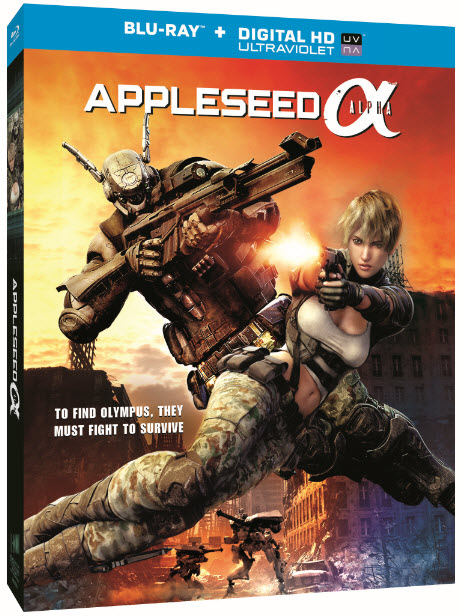 BLU-RAY + DIGITAL HD
ULTRAVIOLET
UV
APPLESEED α
ALPHA
APPLESEED α
TO FIND OLYMPUS, THEY
MUST FIGHT TO SURVIVE